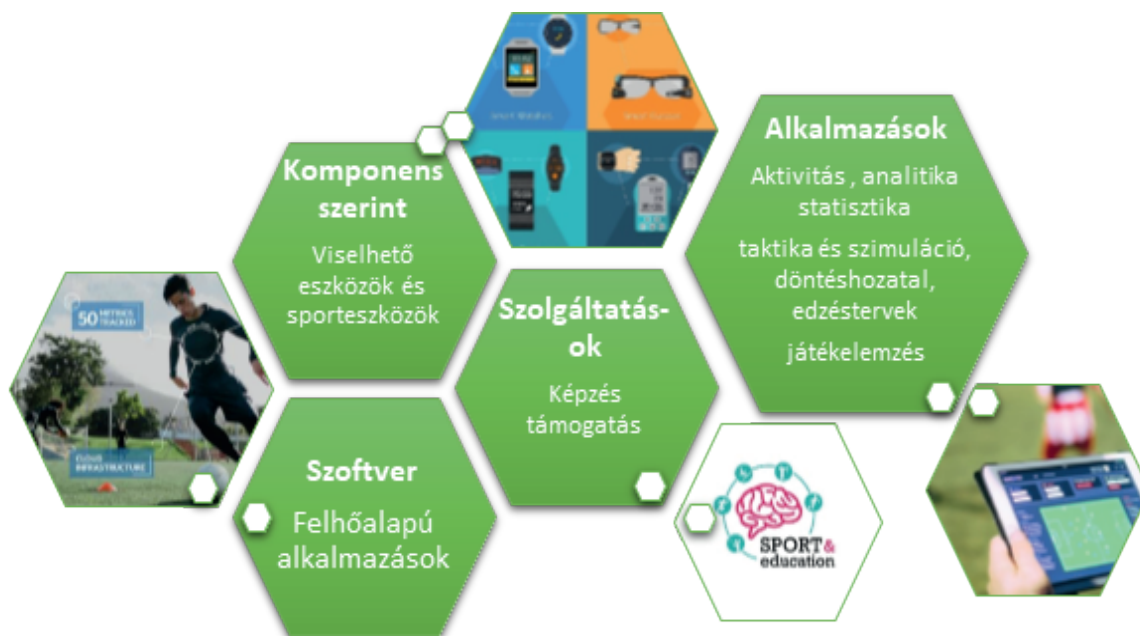 Komponens
szerint
Viselhető
eszközök és
sporteszközök
Alkalmazások
Aktivitás , analitika
statisztika
taktika és szimuláció,
döntéshozatal,
edzéstervek
játékelemzés
50 METRICS
TRACKED
CLOUD
INFRASTRUCTURE
Szolgáltatás-
ok
Képzés
támogatás
Szoftver
Felhőalapú
alkalmazások
SPORT&
education